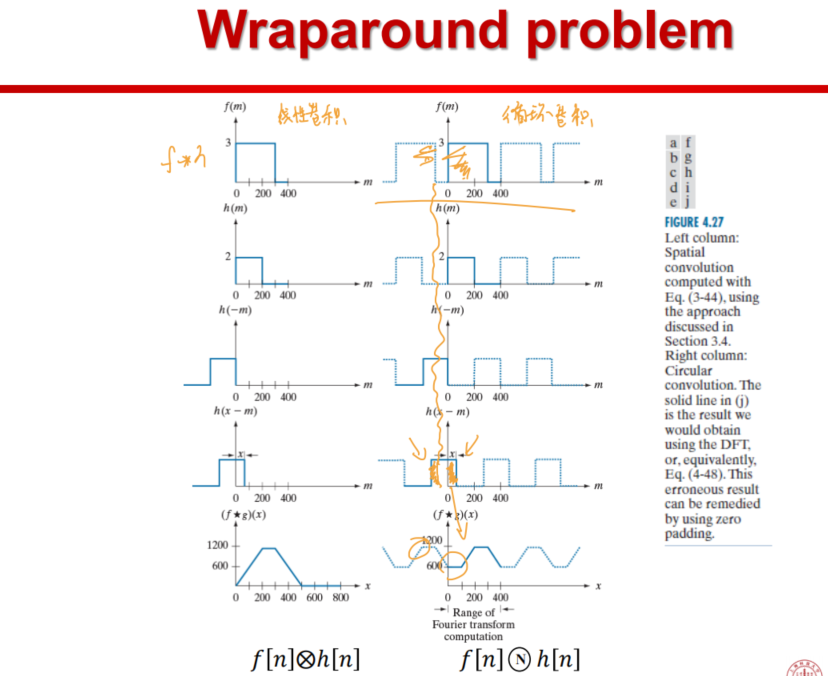 Wraparound problem
f(m)
线性卷积
f(m)
循环卷积
f*h
3
3
m
m
0 200 400
0 200 400
h(m)
h(m)
2
2
m
m
0 200 400
0 200 400
h(−m)
h(−m)
m
m
0 200 400
0 200 400
h(x − m)
h(x − m)
x
x
m
m
0 200 400
0 200 400
(f★g)(x)
(f★g)(x)
1200
1200
600
600
x
x
0 200 400 600 800
0 200 400
Range of
Fourier transform
computation
f[n]⊗h[n]
f[n]Ⓝh[n]
a f
b g
c h
d i
e j
FIGURE 4.27
Left column:
Spatial
convolution
computed with
Eq. (3-44), using
the approach
discussed in
Section 3.4.
Right column:
Circular
convolution. The
solid line in (j)
is the result we
would obtain
using the DFT,
or, equivalently,
Eq. (4-48). This
erroneous result
can be remedied
by using zero
padding.